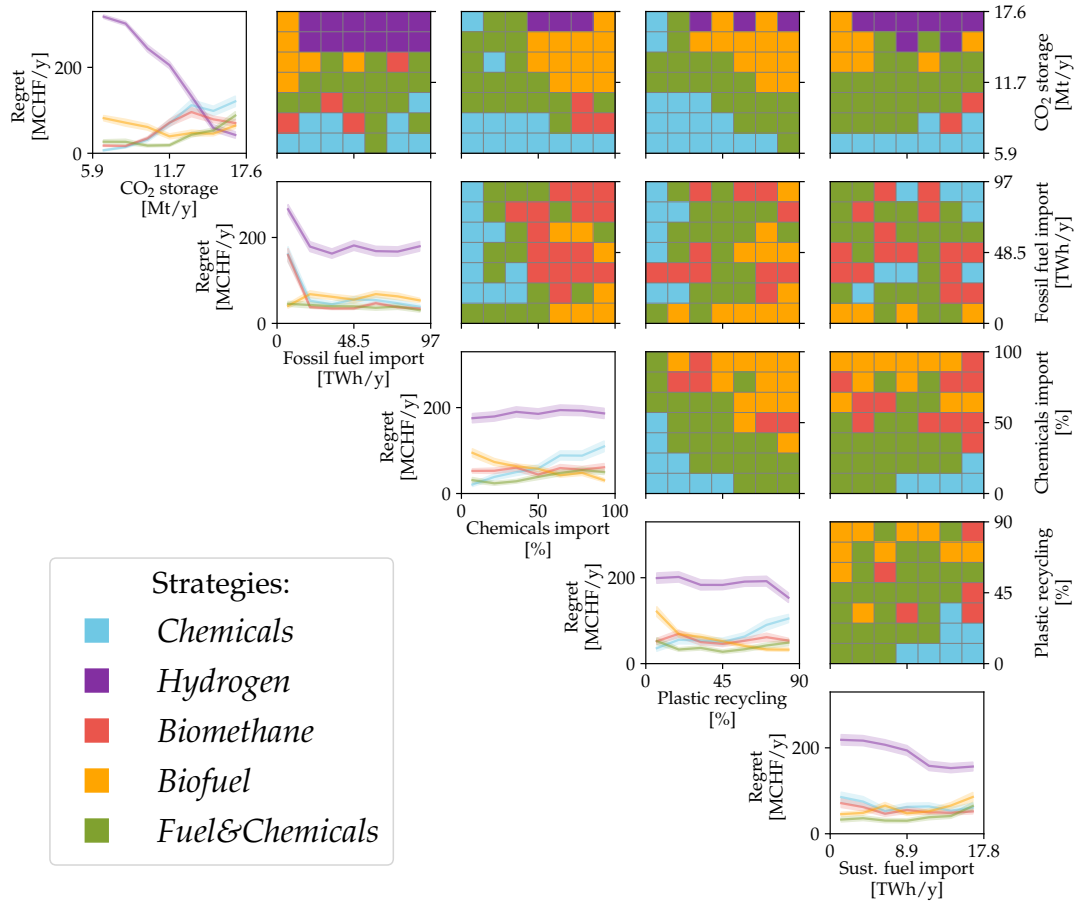 17.6
11.7
5.9
CO2 storage
[Mt/y]
200
0
Regret
[MCHF/y]
5.9
11.7
17.6
CO2 storage
[Mt/y]
97
48.5
0
Fossil fuel import
[TWh/y]
200
0
Regret
[MCHF/y]
0
48.5
97
Fossil fuel import
[TWh/y]
100
50
0
Chemicals import
[%]
200
0
Regret
[MCHF/y]
0
50
100
Chemicals import
[%]
90
45
0
Plastic recycling
[%]
200
0
Regret
[MCHF/y]
0
45
90
Plastic recycling
[%]
200
0
Regret
[MCHF/y]
0
8.9
17.8
Sust. fuel import
[TWh/y]
Strategies:
Chemicals
Hydrogen
Biomethane
Biofuel
Fuel&Chemicals